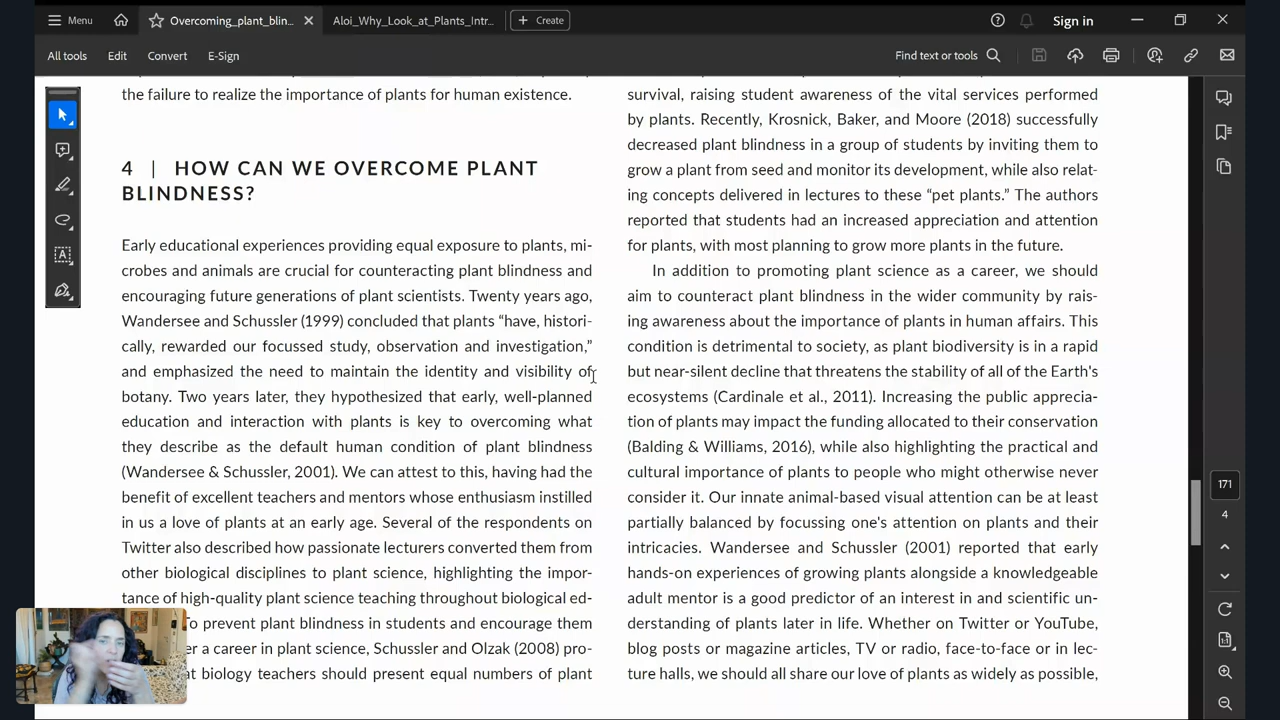 Menu
Overcoming_plant_blin...
Aloi_Why_Look_at_Plants_Intr...
Create
Sign in
All tools
Edit
Convert
E-Sign
Find text or tools
the failure to realize the importance of plants for human existence.
4 | HOW CAN WE OVERCOME PLANT
BLINDNESS?
Early educational experiences providing equal exposure to plants, mi-
crobes and animals are crucial for counteracting plant blindness and
encouraging future generations of plant scientists. Twenty years ago,
Wandersee and Schussler (1999) concluded that plants “have, histori-
cally, rewarded our focussed study, observation and investigation,”
and emphasized the need to maintain the identity and visibility of
botany. Two years later, they hypothesized that early, well-planned
education and interaction with plants is key to overcoming what
they describe as the default human condition of plant blindness
(Wandersee & Schussler, 2001). We can attest to this, having had the
benefit of excellent teachers and mentors whose enthusiasm instilled
in us a love of plants at an early age. Several of the respondents on
Twitter also described how passionate lecturers converted them from
other biological disciplines to plant science, highlighting the impor-
tance of high-quality plant science teaching throughout biological ed-
o prevent plant blindness in students and encourage them
er a career in plant science, Schussler and Olzak (2008) pro-
at biology teachers should present equal numbers of plant
survival, raising student awareness of the vital services performed
by plants. Recently, Krosnick, Baker, and Moore (2018) successfully
decreased plant blindness in a group of students by inviting them to
grow a plant from seed and monitor its development, while also relat-
ing concepts delivered in lectures to these “pet plants.” The authors
reported that students had an increased appreciation and attention
for plants, with most planning to grow more plants in the future.
In addition to promoting plant science as a career, we should
aim to counteract plant blindness in the wider community by rais-
ing awareness about the importance of plants in human affairs. This
condition is detrimental to society, as plant biodiversity is in a rapid
but near-silent decline that threatens the stability of all of the Earth's
ecosystems (Cardinale et al., 2011). Increasing the public apprecia-
tion of plants may impact the funding allocated to their conservation
(Balding & Williams, 2016), while also highlighting the practical and
cultural importance of plants to people who might otherwise never
consider it. Our innate animal-based visual attention can be at least
partially balanced by focussing one's attention on plants and their
intricacies. Wandersee and Schussler (2001) reported that early
hands-on experiences of growing plants alongside a knowledgeable
adult mentor is a good predictor of an interest in and scientific un-
derstanding of plants later in life. Whether on Twitter or YouTube,
blog posts or magazine articles, TV or radio, face-to-face or in lec-
ture halls, we should all share our love of plants as widely as possible,
171
4